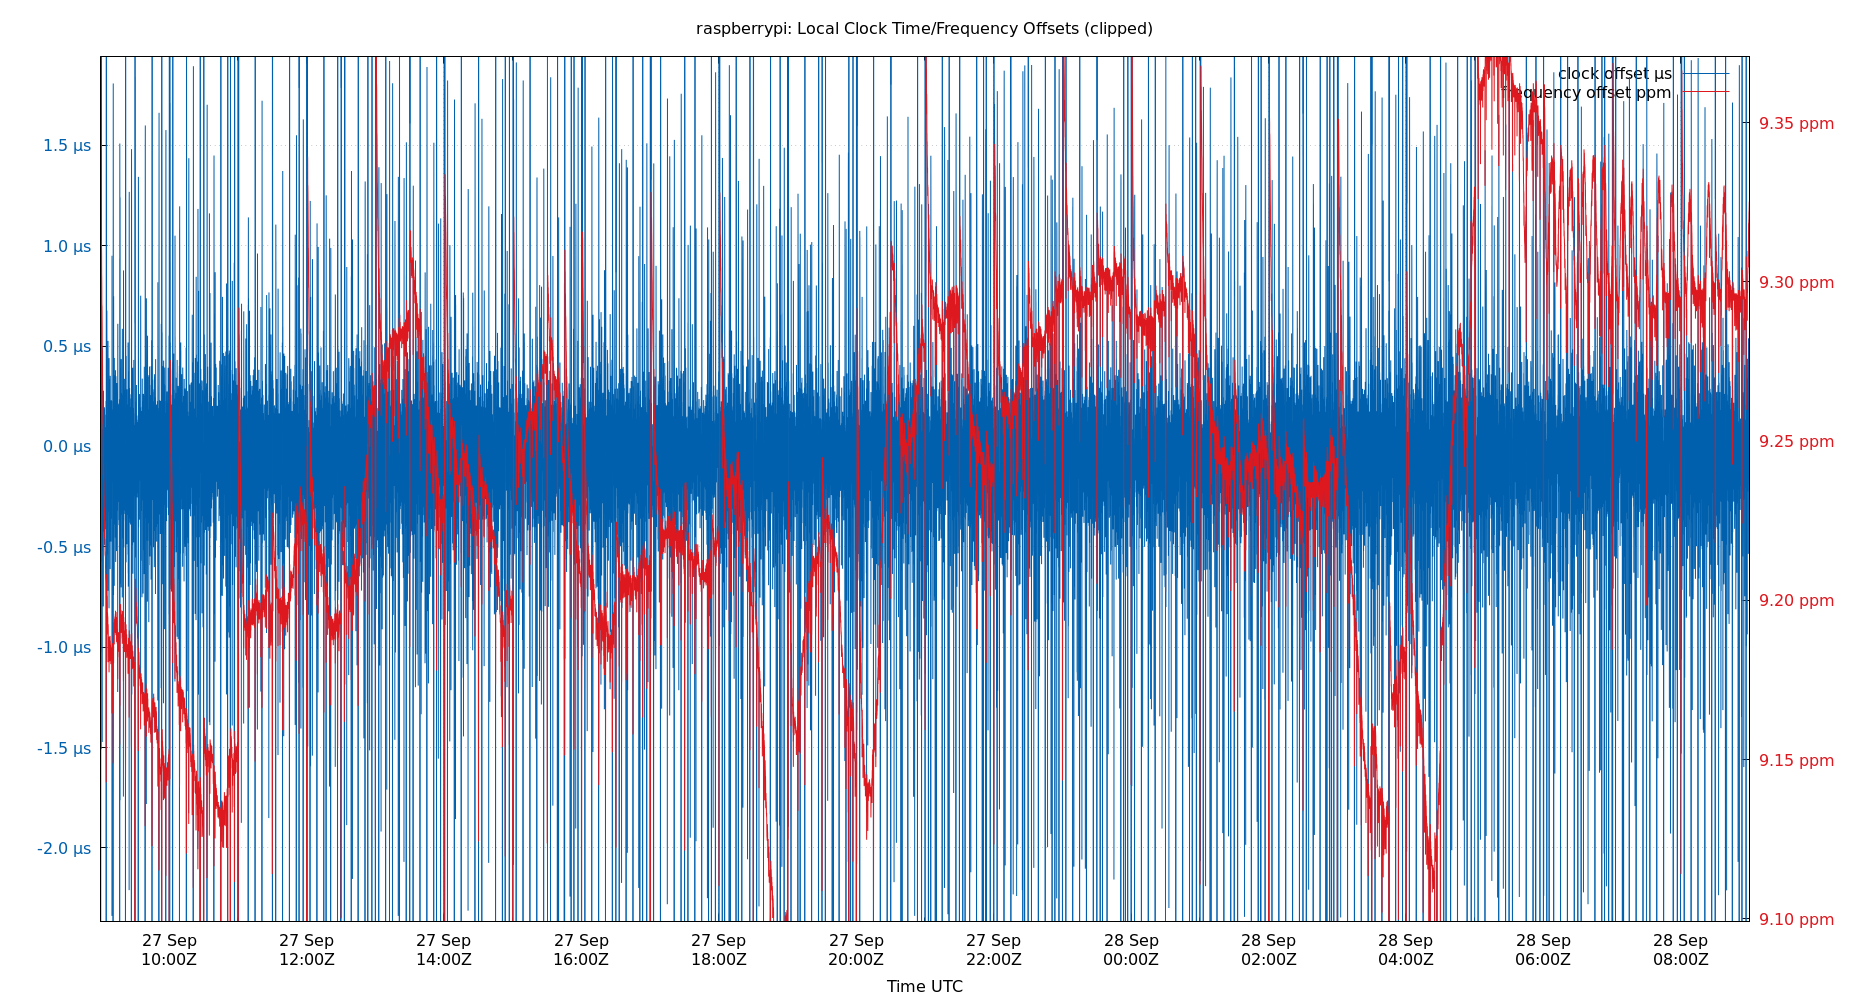 raspberrypi: Local Clock Time/Frequency Offsets (clipped)
clock offset µs
frequency offset ppm
1.5 µs
1.0 µs
0.5 µs
0.0 µs
-0.5 µs
-1.0 µs
-1.5 µs
-2.0 µs
9.35 ppm
9.30 ppm
9.25 ppm
9.20 ppm
9.15 ppm
9.10 ppm
27 Sep 27 Sep 27 Sep 27 Sep 27 Sep 27 Sep 27 Sep 28 Sep 28 Sep 28 Sep 28 Sep 28 Sep
10:00Z 12:00Z 14:00Z 16:00Z 18:00Z 20:00Z 22:00Z 00:00Z 02:00Z 04:00Z 06:00Z 08:00Z
Time UTC